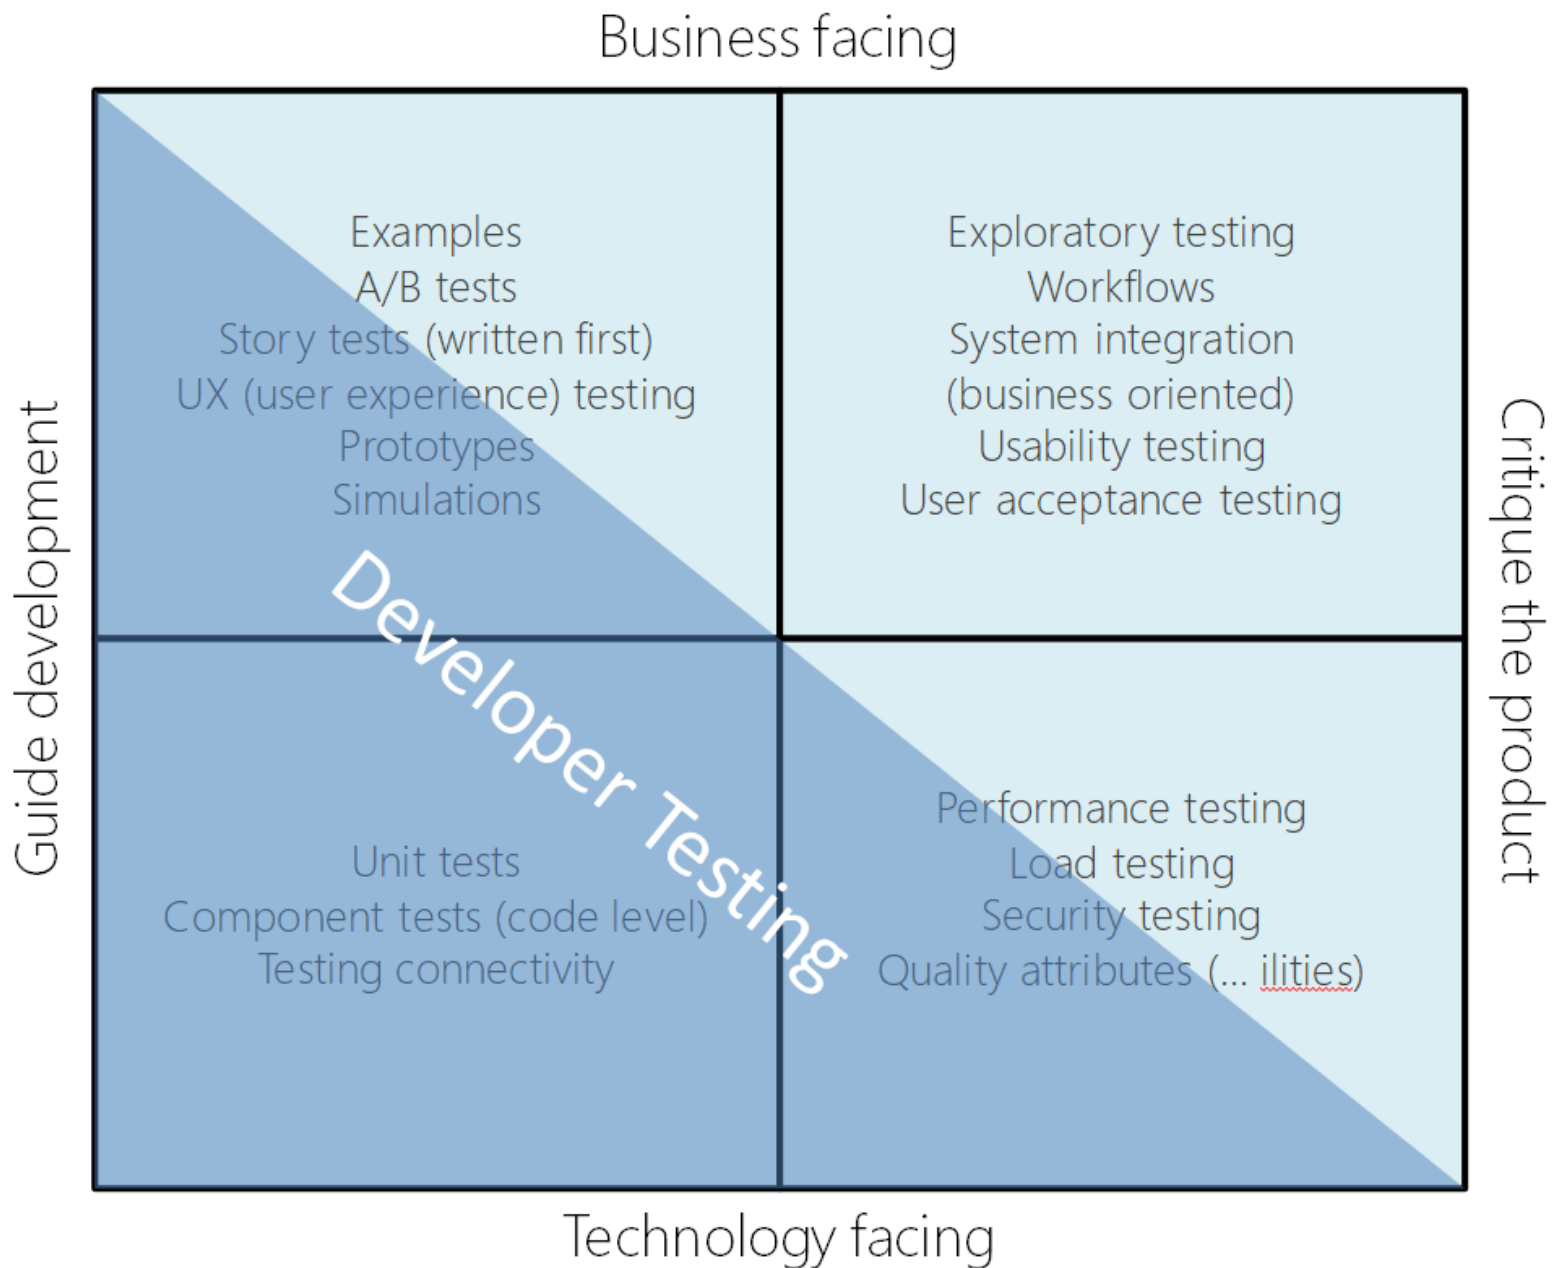 Business facing
Guide development
Examples
A/B tests
Story tests (written first)
UX (user experience) testing
Prototypes
Simulations
Exploratory testing
Workflows
System integration
(business oriented)
Usability testing
User acceptance testing
Critique the product
Developer Testing
Unit tests
Component tests (code level)
Testing connectivity
Performance testing
Load testing
Security testing
Quality attributes (... ilities)
Technology facing